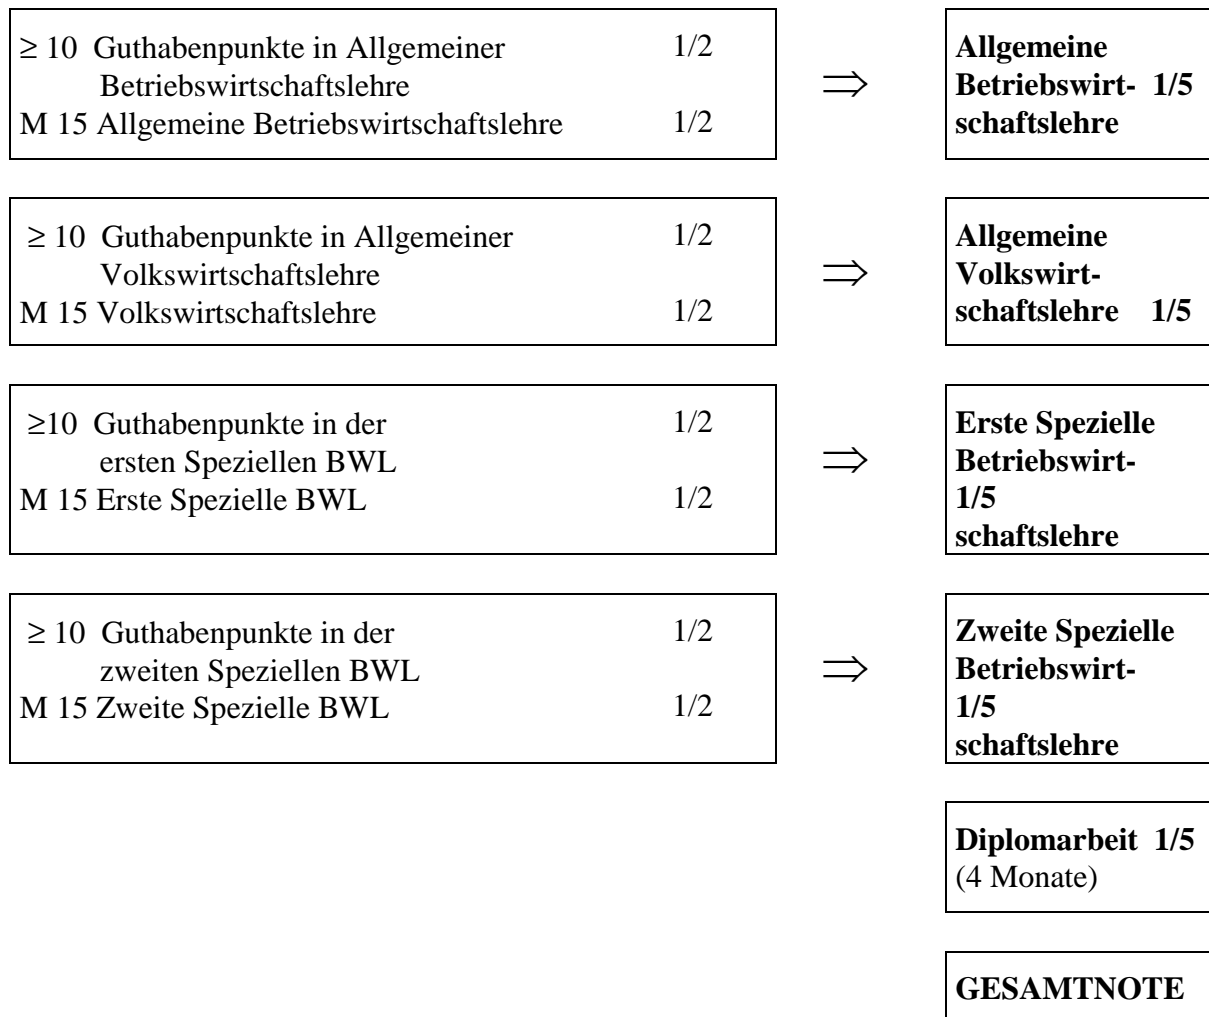 ≥ 10 Guthabenpunkte in Allgemeiner 1/2
Betriebswirtschaftslehre
M 15 Allgemeine Betriebswirtschaftslehre 1/2
⇒
Allgemeine
Betriebswirt- 1/5
schaftslehre
≥ 10 Guthabenpunkte in Allgemeiner 1/2
Volkswirtschaftslehre
M 15 Volkswirtschaftslehre 1/2
⇒
Allgemeine
Volkswirt-
schaftslehre 1/5
≥10 Guthabenpunkte in der 1/2
ersten Speziellen BWL
M 15 Erste Spezielle BWL 1/2
⇒
Erste Spezielle
Betriebswirt-
1/5
schaftslehre
≥ 10 Guthabenpunkte in der 1/2
zweiten Speziellen BWL
M 15 Zweite Spezielle BWL 1/2
⇒
Zweite Spezielle
Betriebswirt-
1/5
schaftslehre
Diplomarbeit 1/5
(4 Monate)
GESAMTNOTE